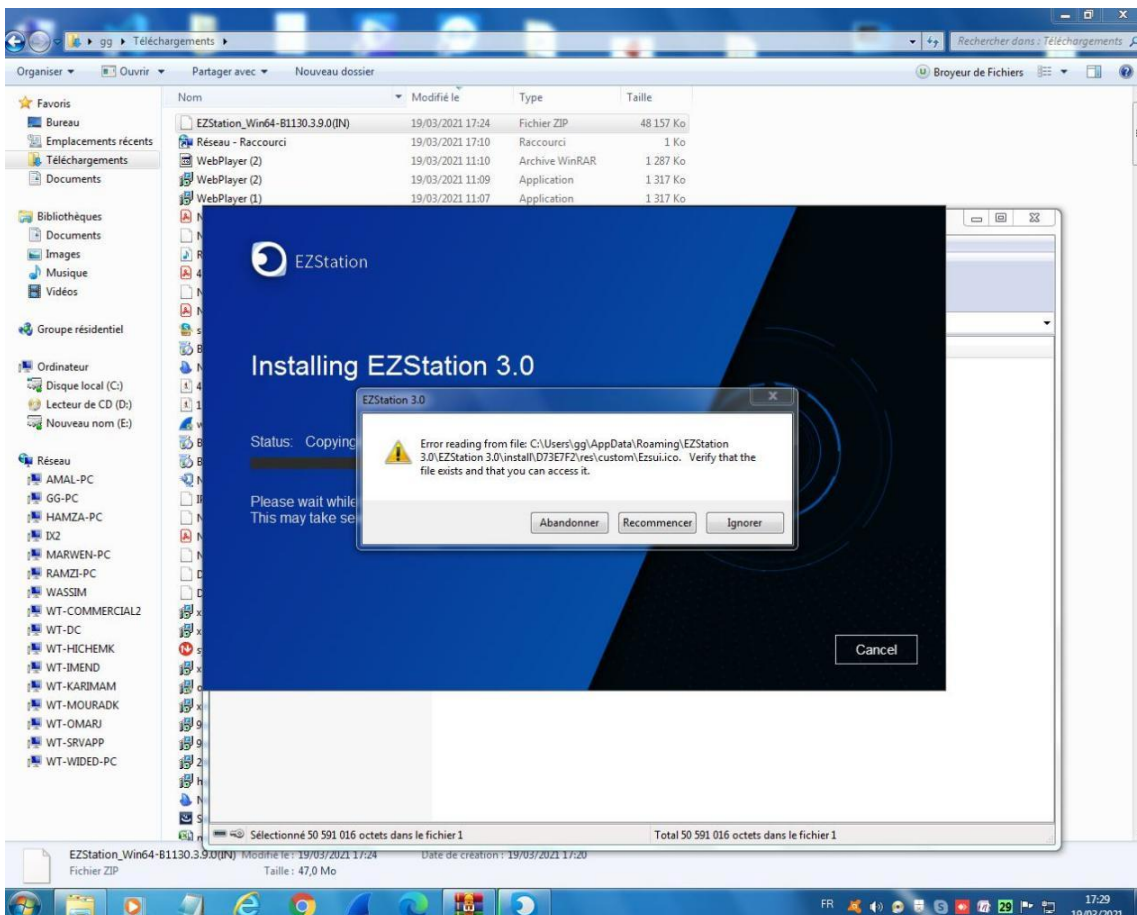 gg ▸ Téléchargements ▸
Rechercher dans : Téléchargements
Organiser
Ouvrir
Partager avec
Nouveau dossier
Broyeur de Fichiers
Favoris
Bureau
Emplacements récents
Téléchargements
Documents
Bibliothèques
Documents
Images
Musique
Vidéos
Groupe résidentiel
Ordinateur
Disque local (C:)
Lecteur de CD (D:)
Nouveau nom (E:)
Réseau
AMAL-PC
GG-PC
HAMZA-PC
IX2
MARWEN-PC
RAMZI-PC
WASSIM
WT-COMMERCIAL2
WT-DC
WT-HICHEMK
WT-IMEND
WT-KARIMAM
WT-MOURADK
WT-OMARJ
WT-SRVAPP
WT-WIDED-PC
Nom Modifié le Type Taille
EZStation_Win64-B1130.3.9.0(IN) 19/03/2021 17:24 Fichier ZIP 48 157 Ko
Réseau - Raccourci 19/03/2021 17:10 Raccourci 1 Ko
WebPlayer (2) 19/03/2021 11:10 Archive WinRAR 1 287 Ko
WebPlayer (2) 19/03/2021 11:09 Application 1 317 Ko
WebPlayer (1) 19/03/2021 11:07 Application 1 317 Ko
EZStation
Installing EZStation 3.0
Status: Copying
Please wait while
This may take se
EZStation 3.0
Error reading from file: C:\Users\gg\AppData\Roaming\EZStation
3.0\EZStation 3.0\install\D73E7F2\res\custom\Ezsui.ico. Verify that the
file exists and that you can access it.
Abandonner
Recommencer
Ignorer
Cancel
Sélectionné 50 591 016 octets dans le fichier 1
Total 50 591 016 octets dans le fichier 1
EZStation_Win64-B1130.3.9.0(IN) Modifié le : 19/03/2021 17:24 Date de création : 19/03/2021 17:20
Fichier ZIP Taille : 47,0 Mo
FR
29
17:29
19/03/2021